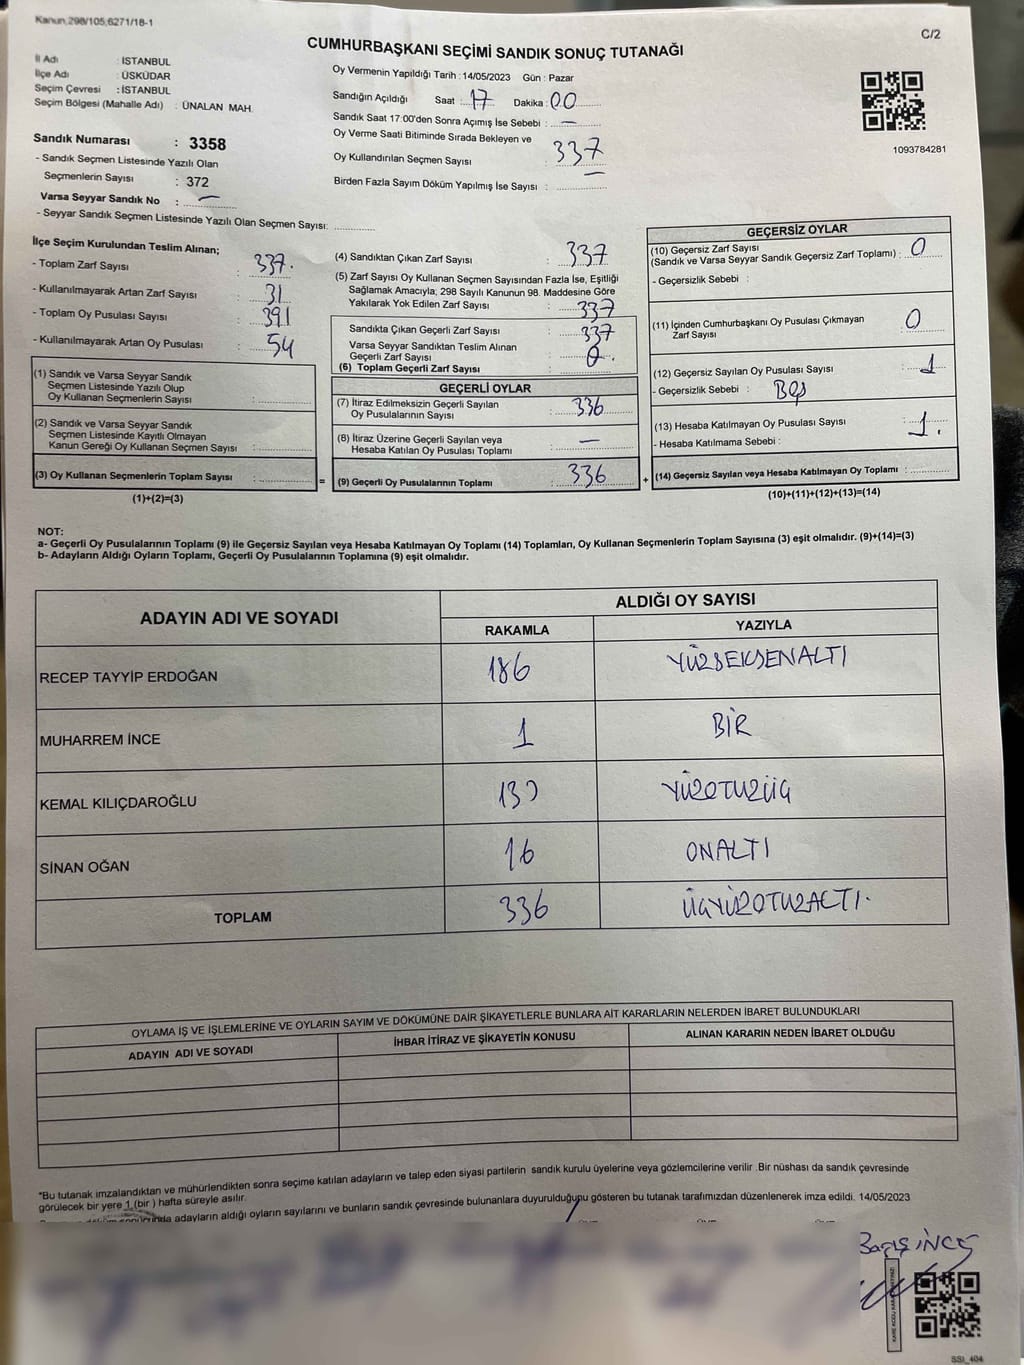 Kanun,298/105,6271/18-1
C/2
CUMHURBAŞKANI SEÇİMİ SANDIK SONUÇ TUTANAĞI
İl Adı : İSTANBUL
İlçe Adı : ÜSKÜDAR
Seçim Çevresi : İSTANBUL
Seçim Bölgesi (Mahalle Adı) : ÜNALAN MAH.
Sandık Numarası : 3358
- Sandık Seçmen Listesinde Yazılı Olan
Seçmenlerin Sayısı : 372
Varsa Seyyar Sandık No : —
- Seyyar Sandık Seçmen Listesinde Yazılı Olan Seçmen Sayısı: ............
Oy Vermenin Yapıldığı Tarih : 14/05/2023 Gün : Pazar
Sandığın Açıldığı Saat : 17 Dakika : 00
Sandık Saat 17:00'den Sonra Açımış İse Sebebi : —
Oy Verme Saati Bitiminde Sırada Bekleyen ve
Oy Kullandırılan Seçmen Sayısı : 337
Birden Fazla Sayım Döküm Yapılmış İse Sayısı : ............
1093784281
İlçe Seçim Kurulundan Teslim Alınan;
- Toplam Zarf Sayısı : 337.
- Kullanılmayarak Artan Zarf Sayısı : 31
- Toplam Oy Pusulası Sayısı : 391
- Kullanılmayarak Artan Oy Pusulası : 54
(1) Sandık ve Varsa Seyyar Sandık
Seçmen Listesinde Yazılı Olup
Oy Kullanan Seçmenlerin Sayısı : ............
(2) Sandık ve Varsa Seyyar Sandık
Seçmen Listesinde Kayıtlı Olmayan
Kanun Gereği Oy Kullanan Seçmen Sayısı : ............
(3) Oy Kullanan Seçmenlerin Toplam Sayısı : ............ =
(1)+(2)=(3)
(4) Sandıktan Çıkan Zarf Sayısı : 337
(5) Zarf Sayısı Oy Kullanan Seçmen Sayısından Fazla İse, Eşitliği
Sağlamak Amacıyla; 298 Sayılı Kanunun 98. Maddesine Göre
Yakılarak Yok Edilen Zarf Sayısı : 337
Sandıkta Çıkan Geçerli Zarf Sayısı : 337
Varsa Seyyar Sandıktan Teslim Alınan
Geçerli Zarf Sayısı : 0.
(6) Toplam Geçerli Zarf Sayısı : ............
GEÇERLİ OYLAR
(7) İtiraz Edilmeksizin Geçerli Sayılan
Oy Pusulalarının Sayısı : 336
(8) İtiraz Üzerine Geçerli Sayılan veya
Hesaba Katılan Oy Pusulası Toplamı : —
(9) Geçerli Oy Pusulalarının Toplamı : 336 +
GEÇERSİZ OYLAR
(10) Geçersiz Zarf Sayısı
(Sandık ve Varsa Seyyar Sandık Geçersiz Zarf Toplamı) : 0
- Geçersizlik Sebebi :
(11) İçinden Cumhurbaşkanı Oy Pusulası Çıkmayan
Zarf Sayısı : 0
(12) Geçersiz Sayılan Oy Pusulası Sayısı : 1
- Geçersizlik Sebebi : Boş
(13) Hesaba Katılmayan Oy Pusulası Sayısı : 1.
- Hesaba Katılmama Sebebi :
(14) Geçersiz Sayılan veya Hesaba Katılmayan Oy Toplamı : ............
(10)+(11)+(12)+(13)=(14)
NOT:
a- Geçerli Oy Pusulalarının Toplamı (9) ile Geçersiz Sayılan veya Hesaba Katılmayan Oy Toplamı (14) Toplamları, Oy Kullanan Seçmenlerin Toplam Sayısına (3) eşit olmalıdır. (9)+(14)=(3)
b- Adayların Aldığı Oyların Toplamı, Geçerli Oy Pusulalarının Toplamına (9) eşit olmalıdır.
ADAYIN ADI VE SOYADI
ALDIĞI OY SAYISI
RAKAMLA YAZIYLA
RECEP TAYYİP ERDOĞAN 186 YÜZSEKSENALTI
MUHARREM İNCE 1 BİR
KEMAL KILIÇDAROĞLU 133 YÜZOTUZÜÇ
SİNAN OĞAN 16 ONALTI
TOPLAM 336 ÜÇYÜZOTUZALTI.
OYLAMA İŞ VE İŞLEMLERİNE VE OYLARIN SAYIM VE DÖKÜMÜNE DAİR ŞİKAYETLERLE BUNLARA AİT KARARLARIN NELERDEN İBARET BULUNDUKLARI
ADAYIN ADI VE SOYADI İHBAR İTİRAZ VE ŞİKAYETİN KONUSU ALINAN KARARIN NEDEN İBARET OLDUĞU
*Bu tutanak imzalandıktan ve mühürlendikten sonra seçime katılan adayların ve talep eden siyasi partilerin sandık kurulu üyelerine veya gözlemcilerine verilir .Bir nüshası da sandık çevresinde
görülecek bir yere 1 (bir ) hafta süreyle asılır.
adayların aldığı oyların sayılarını ve bunların sandık çevresinde bulunanlara duyurulduğunu gösteren bu tutanak tarafımızdan düzenlenerek imza edildi. 14/05/2023
Barış İNCE
SSI_404